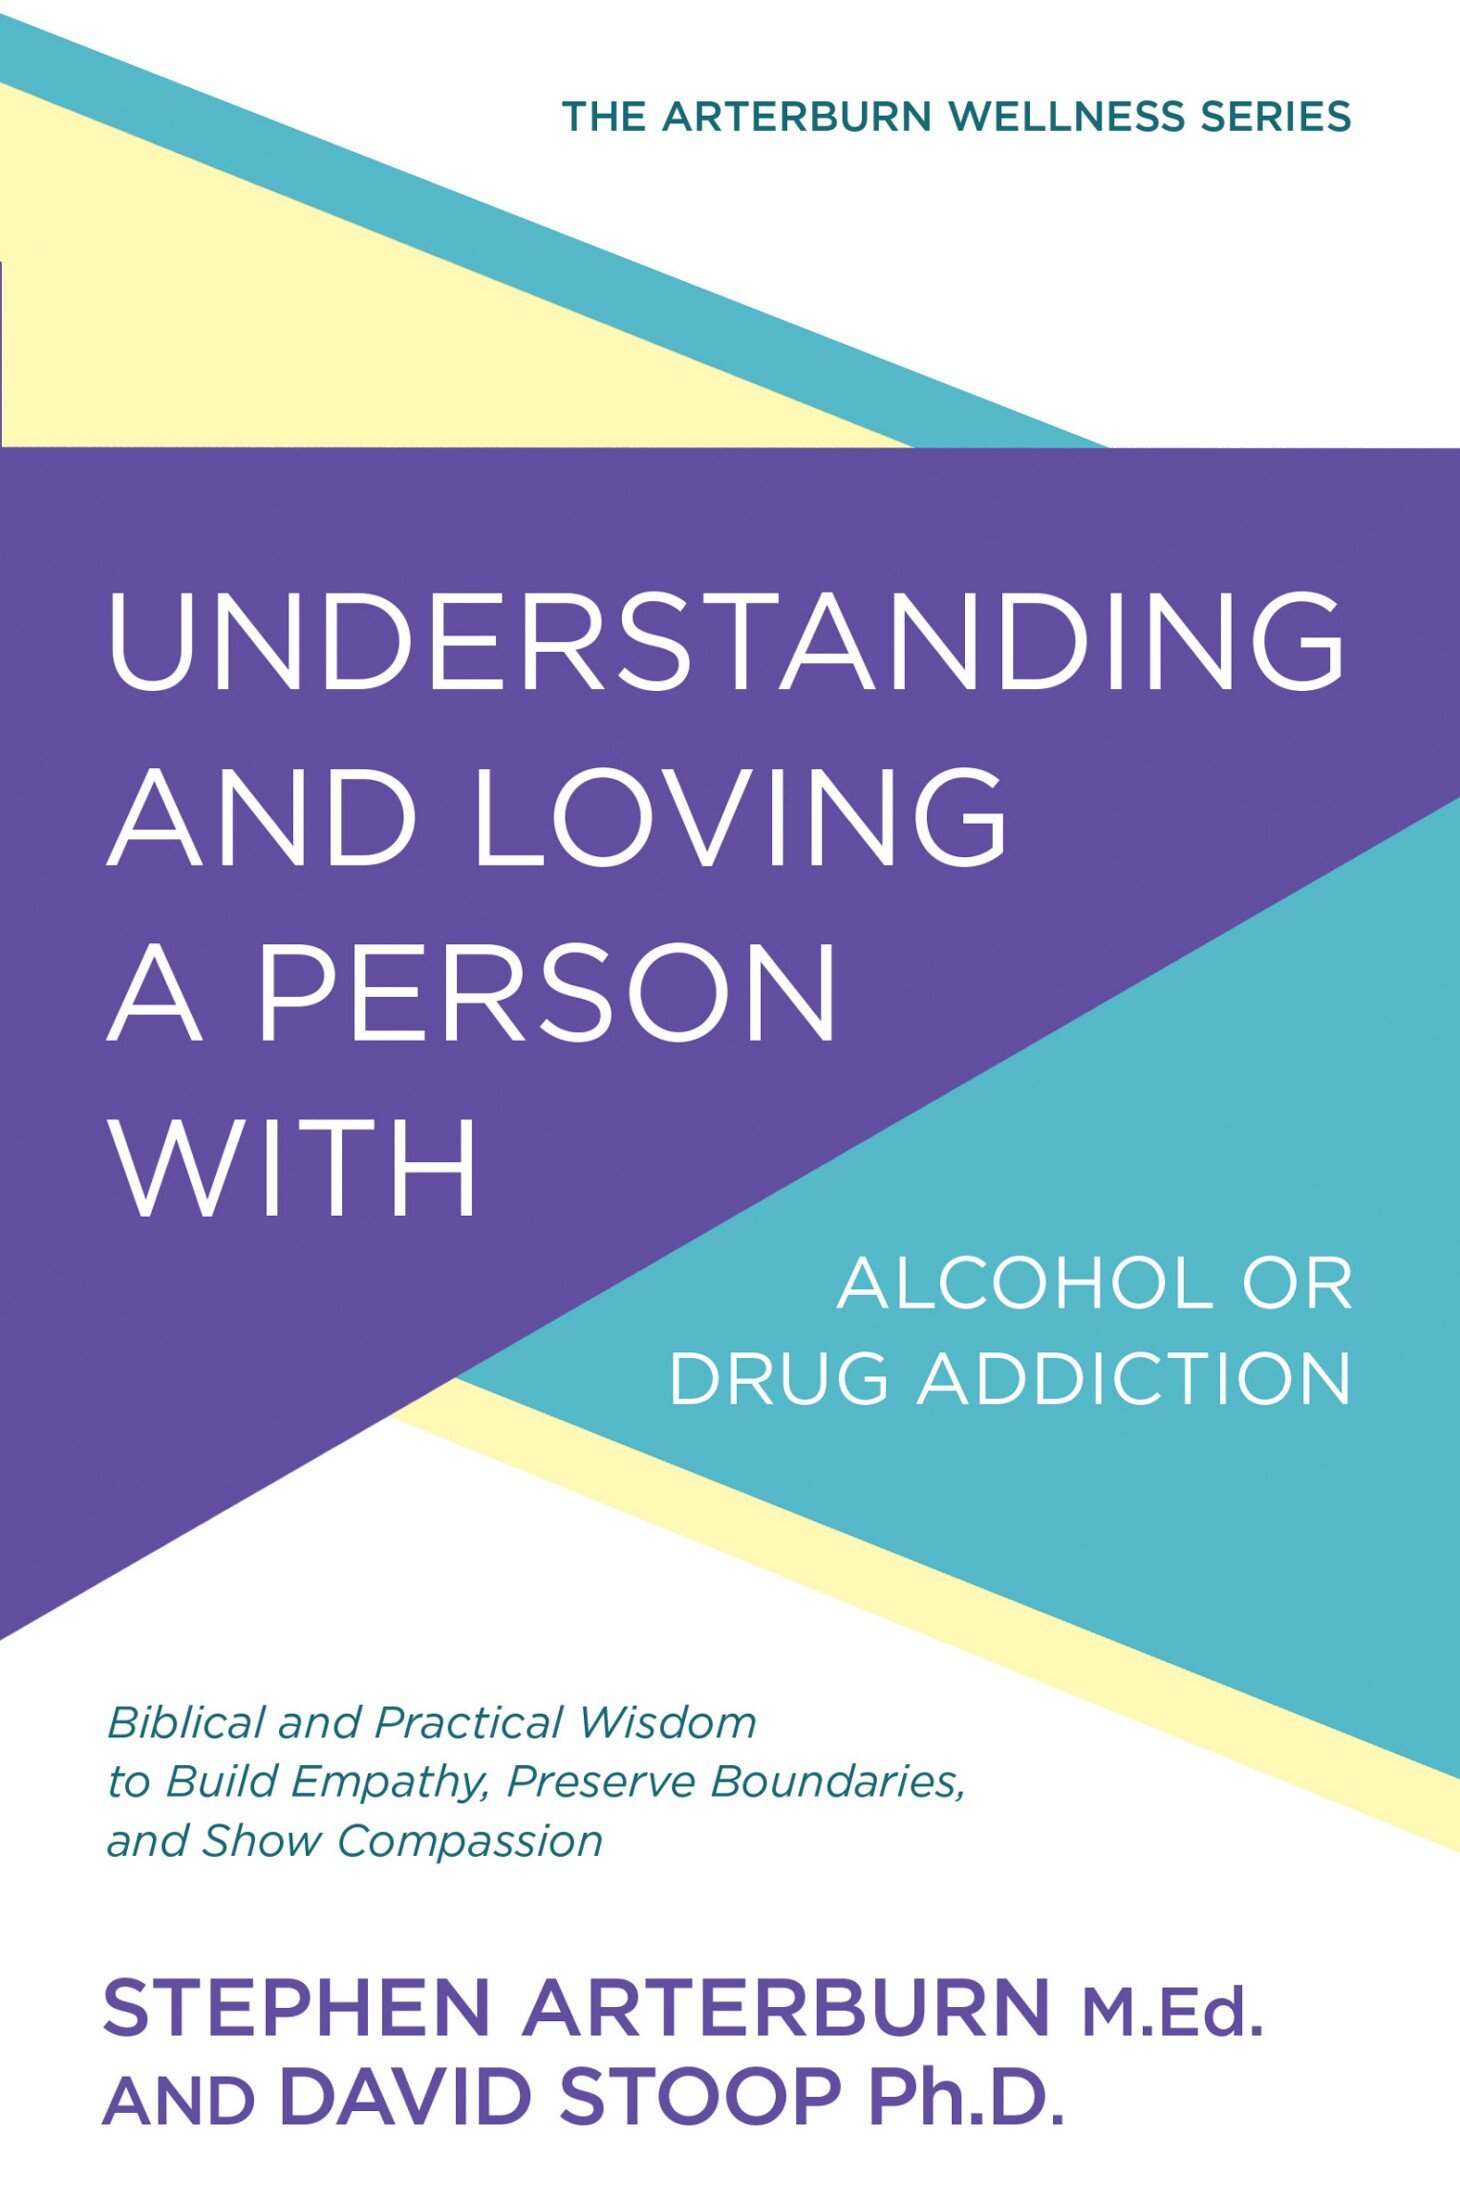 THE ARTERBURN WELLNESS SERIES
UNDERSTANDING
AND LOVING
A PERSON
WITH
ALCOHOL OR
DRUG ADDICTION
Biblical and Practical Wisdom
to Build Empathy, Preserve Boundaries,
and Show Compassion
STEPHEN ARTERBURN M.Ed.
AND DAVID STOOP Ph.D.